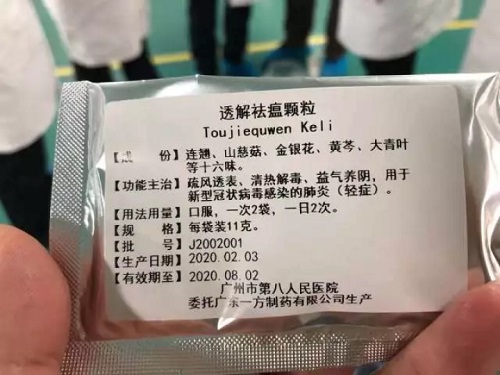 透解祛瘟颗粒
Toujiequwen Keli
【成　　份】连翘、山慈菇、金银花、黄芩、大青叶
等十六味。
【功能主治】疏风透表、清热解毒、益气养阴，用于
新型冠状病毒感染的肺炎（轻症）。
【用法用量】口服，一次2袋，一日2次。
【规　　格】每袋装11克。
【批　　号】J2002001
【生产日期】2020.02.03
【有效期至】2020.08.02
广州市第八人民医院
委托广东一方制药有限公司生产